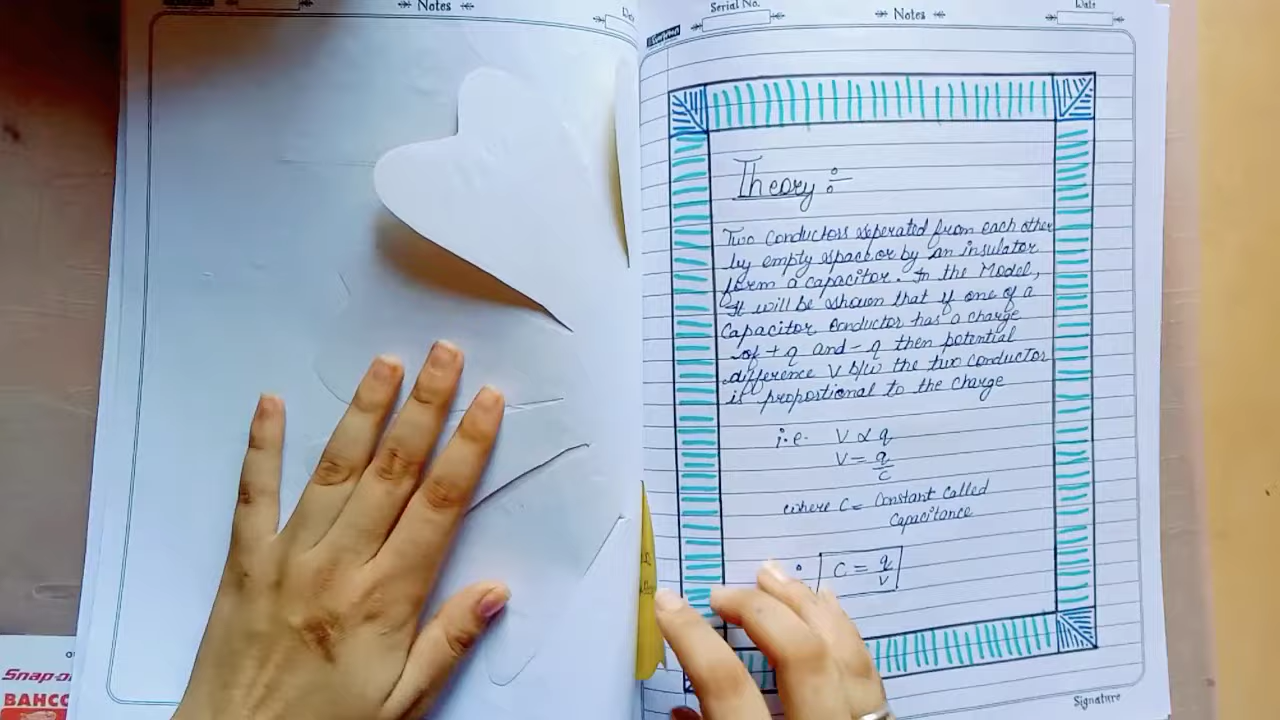 Notes
Serial No.
Notes
Date
Theory ÷
Two Conductors seperated from each other
by empty space or by an insulator
form a capacitor. In the Model,
It will be shown that if one of a
Capacitor Conductor has a charge
of + q and - q then potential
difference V b/w the two conductor
is proportional to the charge
i.e. V ∝ q
V = q/c
where C = Constant Called
Capacitance
C = q/v
Signature
Snap-o
BAHCO